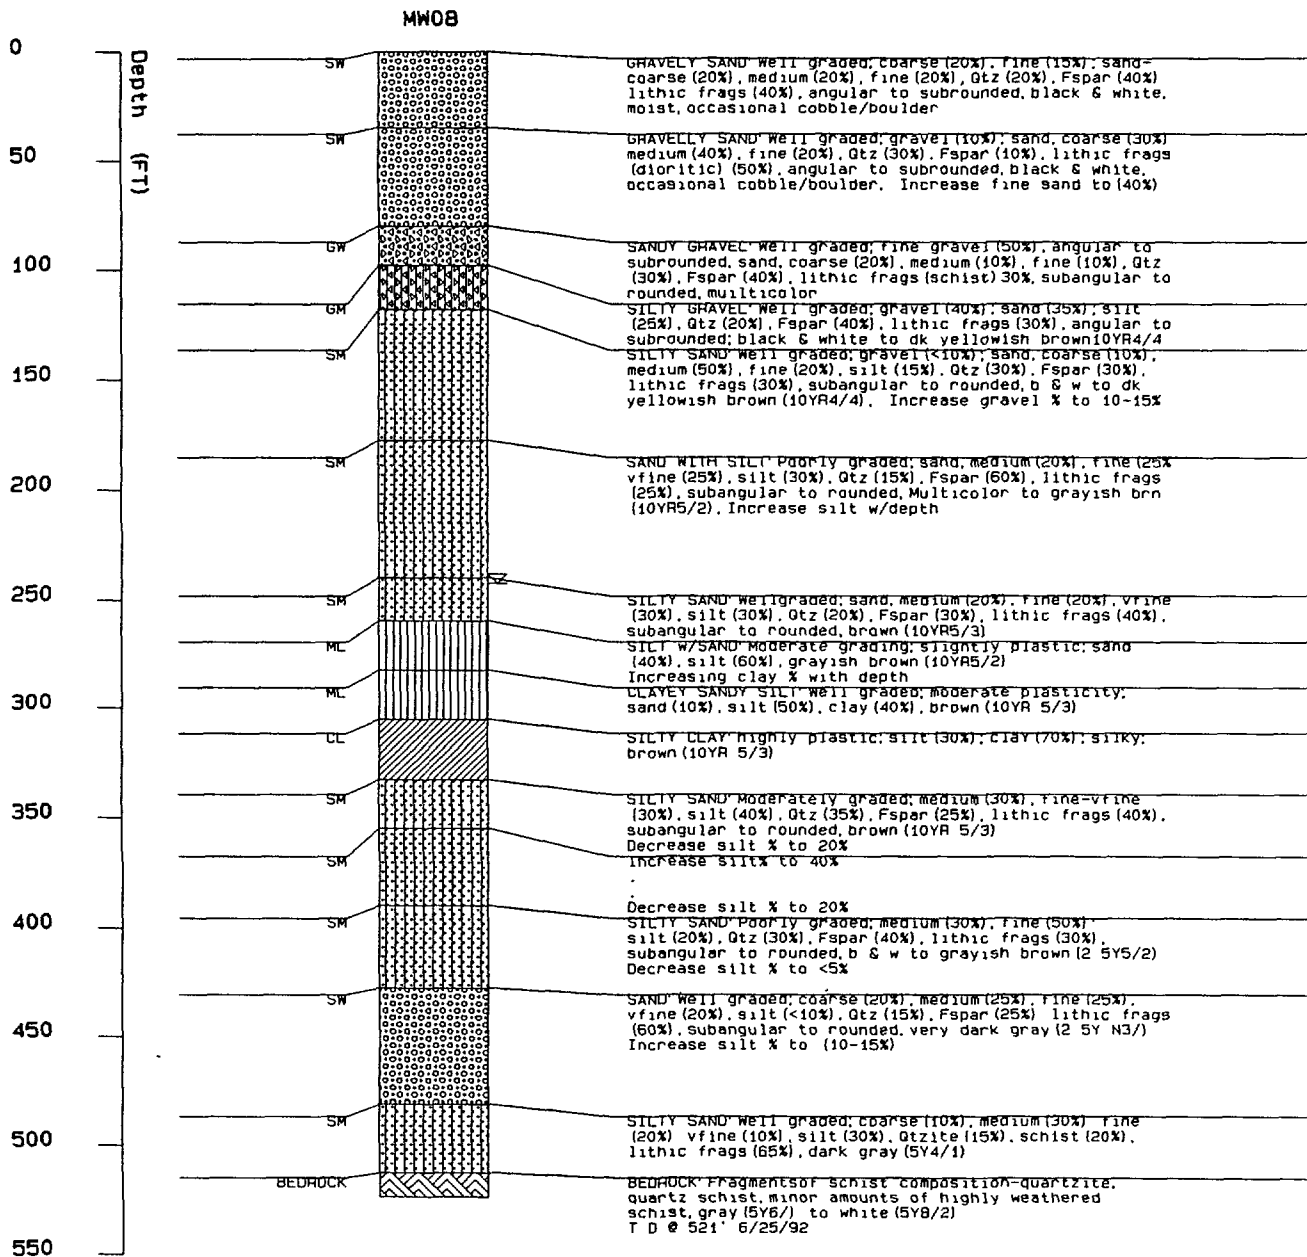 MW08
0
Depth (FT)
SW
GRAVELY SAND Well graded; coarse (20%), fine (15%); sand-
coarse (20%), medium (20%), fine (20%), Qtz (20%), Fspar (40%)
lithic frags (40%), angular to subrounded, black & white,
moist, occasional cobble/boulder
50
SW
GRAVELLY SAND Well graded; gravel (10%); sand, coarse (30%)
medium (40%), fine (20%), Qtz (30%), Fspar (10%), lithic frags
(dioritic) (50%), angular to subrounded, black & white,
occasional cobble/boulder. Increase fine sand to (40%)
GW
SANDY GRAVEL Well graded; fine gravel (50%), angular to
subrounded, sand, coarse (20%), medium (10%), fine (10%), Qtz
(30%), Fspar (40%), lithic frags (schist) 30%, subangular to
rounded, muilticolor
100
GM
SILTY GRAVEL Well graded; gravel (40%); sand (35%); silt
(25%), Qtz (20%), Fspar (40%), lithic frags (30%), angular to
subrounded; black & white to dk yellowish brown10YR4/4
SM
SILTY SAND Well graded; gravel (<10%); sand, coarse (10%),
medium (50%), fine (20%), silt (15%), Qtz (30%), Fspar (30%),
lithic frags (30%), subangular to rounded, b & w to dk
yellowish brown (10YR4/4). Increase gravel % to 10-15%
150
SM
SAND WITH SILT Poorly graded; sand, medium (20%), fine (25%
vfine (25%), silt (30%), Qtz (15%), Fspar (60%), lithic frags
(25%), subangular to rounded, Multicolor to grayish brn
(10YR5/2). Increase silt w/depth
200
250
SM
SILTY SAND Wellgraded; sand, medium (20%), fine (20%), vfine
(30%), silt (30%), Qtz (20%), Fspar (30%), lithic frags (40%),
subangular to rounded, brown (10YR5/3)
ML
SILT w/SAND Moderate grading; slightly plastic; sand
(40%), silt (60%), grayish brown (10YR5/2)
Increasing clay % with depth
ML
CLAYEY SANDY SILT Well graded; moderate plasticity;
sand (10%), silt (50%), clay (40%), brown (10YR 5/3)
300
CL
SILTY CLAY highly plastic; silt (30%); clay (70%); silky;
brown (10YR 5/3)
SM
SILTY SAND Moderately graded; medium (30%), fine-vfine
(30%), silt (40%), Qtz (35%), Fspar (25%), lithic frags (40%),
subangular to rounded, brown (10YR 5/3)
Decrease silt % to 20%
350
SM
Increase silt% to 40%
Decrease silt % to 20%
400
SM
SILTY SAND Poorly graded; medium (30%), fine (50%)
silt (20%), Qtz (30%), Fspar (40%), lithic frags (30%),
subangular to rounded, b & w to grayish brown (2 5Y5/2)
Decrease silt % to <5%
SW
SAND Well graded; coarse (20%), medium (25%), fine (25%),
vfine (20%), silt (<10%), Qtz (15%), Fspar (25%) lithic frags
(60%), subangular to rounded, very dark gray (2 5Y N3/)
Increase silt % to (10-15%)
450
SM
SILTY SAND Well graded; coarse (10%), medium (30%) fine
(20%) vfine (10%), silt (30%), Qtzite (15%), schist (20%),
lithic frags (65%), dark gray (5Y4/1)
500
BEDROCK
BEDROCK Fragmentsof schist composition-quartzite,
quartz schist, minor amounts of highly weathered
schist, gray (5Y6/) to white (5Y8/2)
T D @ 521' 6/25/92
550